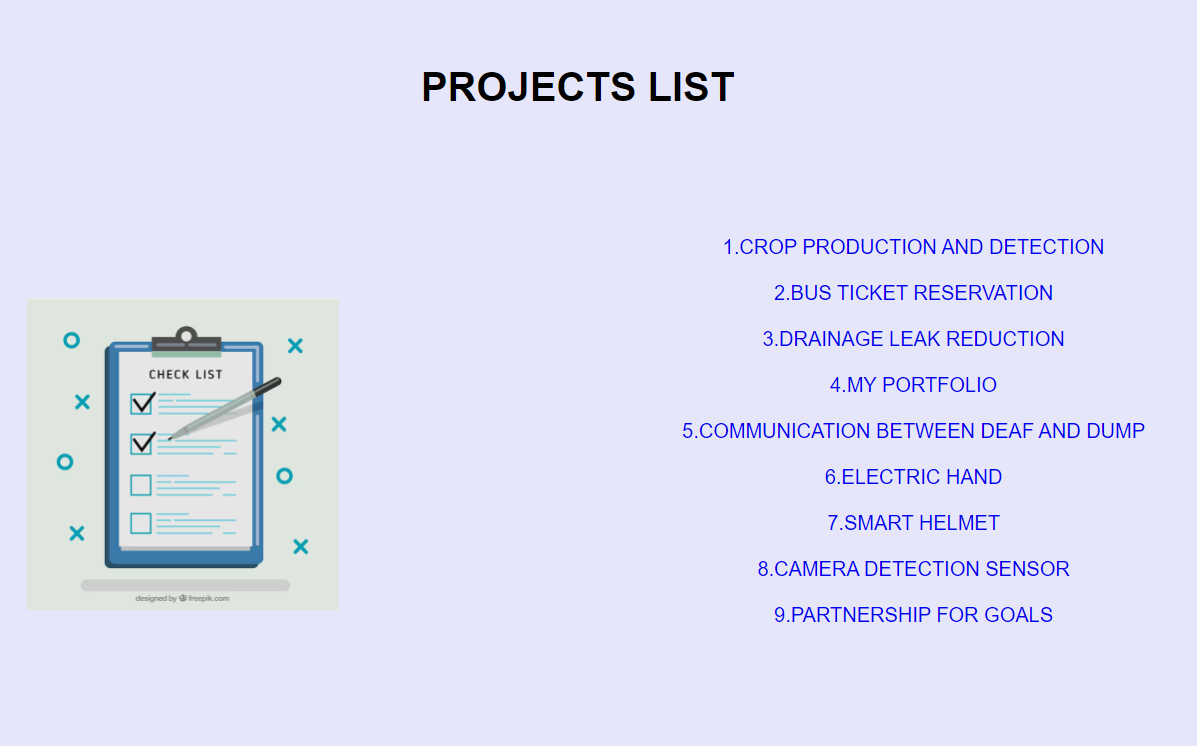 PROJECTS LIST
1.CROP PRODUCTION AND DETECTION
2.BUS TICKET RESERVATION
3.DRAINAGE LEAK REDUCTION
4.MY PORTFOLIO
5.COMMUNICATION BETWEEN DEAF AND DUMP
6.ELECTRIC HAND
7.SMART HELMET
8.CAMERA DETECTION SENSOR
9.PARTNERSHIP FOR GOALS
CHECK LIST
designed by freepik.com